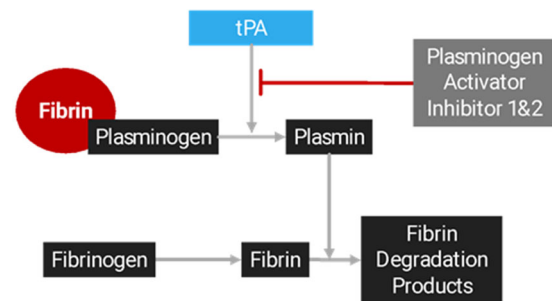 tPA
Plasminogen
Activator
Inhibitor 1&2
Fibrin
Plasminogen
Plasmin
Fibrinogen
Fibrin
Fibrin
Degradation
Products